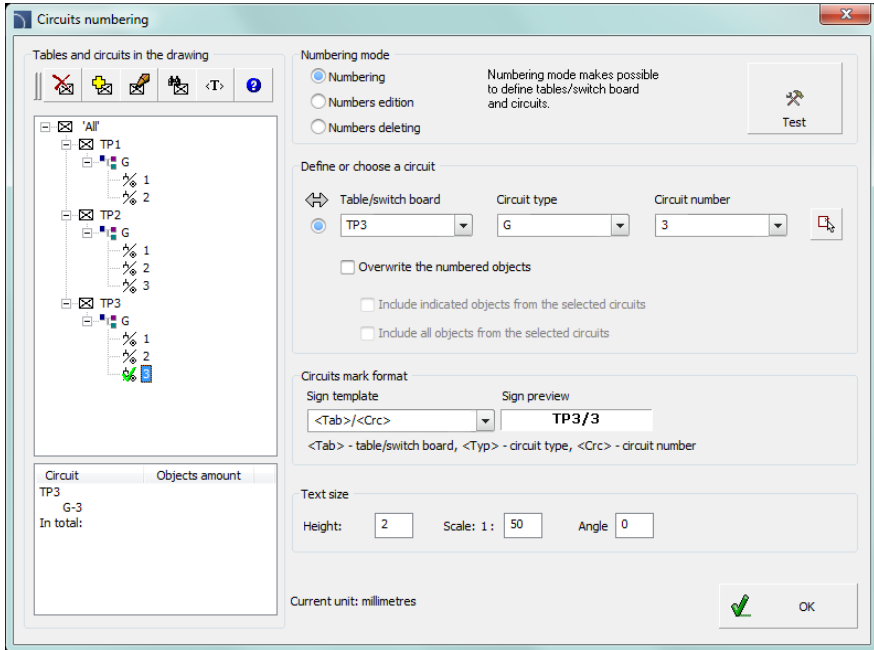 Circuits numbering
Tables and circuits in the drawing
<T>
'All'
TP1
G
1
2
TP2
G
1
2
3
TP3
G
1
2
3
Circuit Objects amount
TP3
G-3
In total:
Numbering mode
Numbering
Numbers edition
Numbers deleting
Numbering mode makes possible
to define tables/switch board
and circuits.
Test
Define or choose a circuit
Table/switch board Circuit type Circuit number
TP3 G 3
Overwrite the numbered objects
Include indicated objects from the selected circuits
Include all objects from the selected circuits
Circuits mark format
Sign template Sign preview
<Tab>/<Crc> TP3/3
<Tab> - table/switch board, <Typ> - circuit type, <Crc> - circuit number
Text size
Height: 2 Scale: 1 : 50 Angle 0
Current unit: millimetres
OK